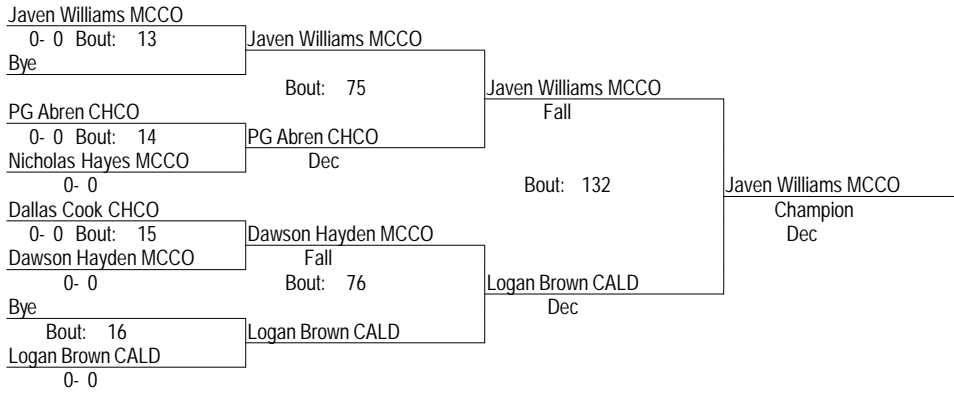 Javen Williams MCCO
0- 0 Bout: 13
Bye
Javen Williams MCCO
Bout: 75
PG Abren CHCO
0- 0 Bout: 14
Nicholas Hayes MCCO
0- 0
PG Abren CHCO
Dec
Javen Williams MCCO
Fall
Bout: 132
Dallas Cook CHCO
0- 0 Bout: 15
Dawson Hayden MCCO
0- 0
Dawson Hayden MCCO
Fall
Bout: 76
Bye
Bout: 16
Logan Brown CALD
0- 0
Logan Brown CALD
Logan Brown CALD
Dec
Javen Williams MCCO
Champion
Dec